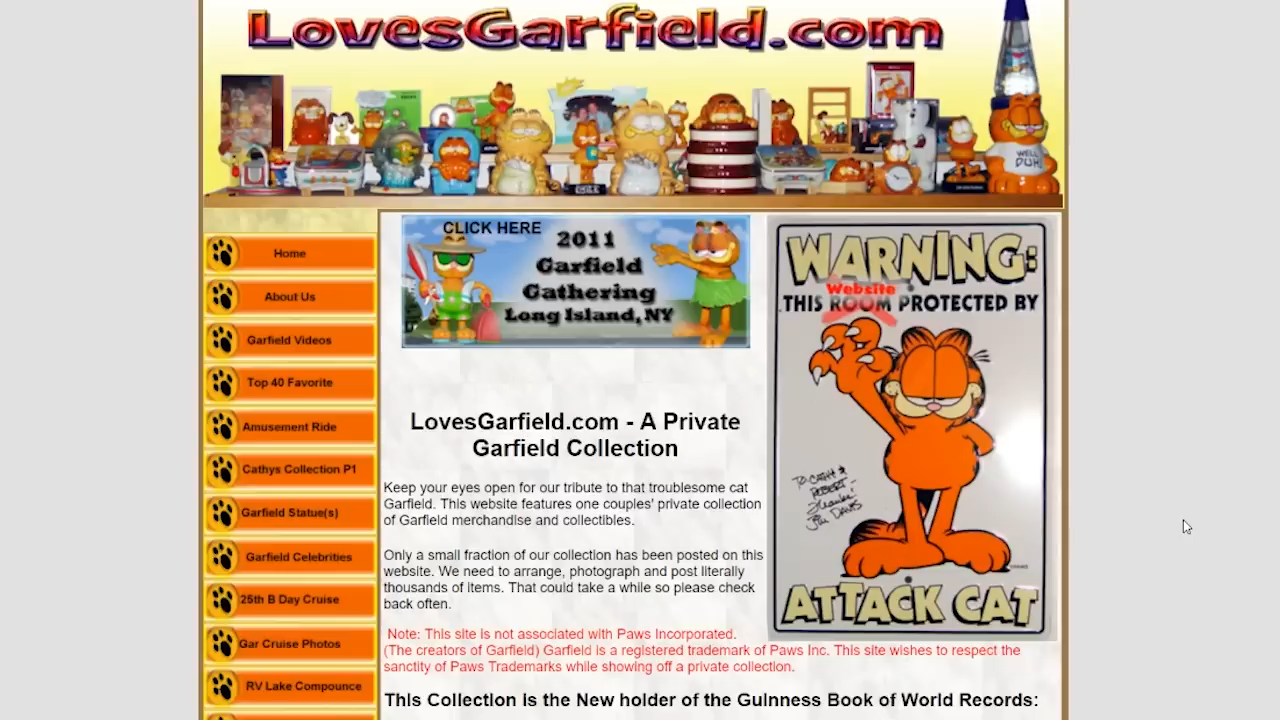 LovesGarfield.com
WELL
DUH!
Home
About Us
Garfield Videos
Top 40 Favorite
Amusement Ride
Cathys Collection P1
Garfield Statue(s)
Garfield Celebrities
25th B Day Cruise
Gar Cruise Photos
RV Lake Compounce
CLICK HERE
2011
Garfield
Gathering
Long Island, NY
WARNING:
Website
THIS ROOM PROTECTED BY
TO CATHY &
ROBERT -
Thanks!
JIM DAVIS
ATTACK CAT
LovesGarfield.com - A Private
Garfield Collection
Keep your eyes open for our tribute to that troublesome cat
Garfield. This website features one couples' private collection
of Garfield merchandise and collectibles.
Only a small fraction of our collection has been posted on this
website. We need to arrange, photograph and post literally
thousands of items. That could take a while so please check
back often.
Note: This site is not associated with Paws Incorporated.
(The creators of Garfield) Garfield is a registered trademark of Paws Inc. This site wishes to respect the
sanctity of Paws Trademarks while showing off a private collection.
This Collection is the New holder of the Guinness Book of World Records: